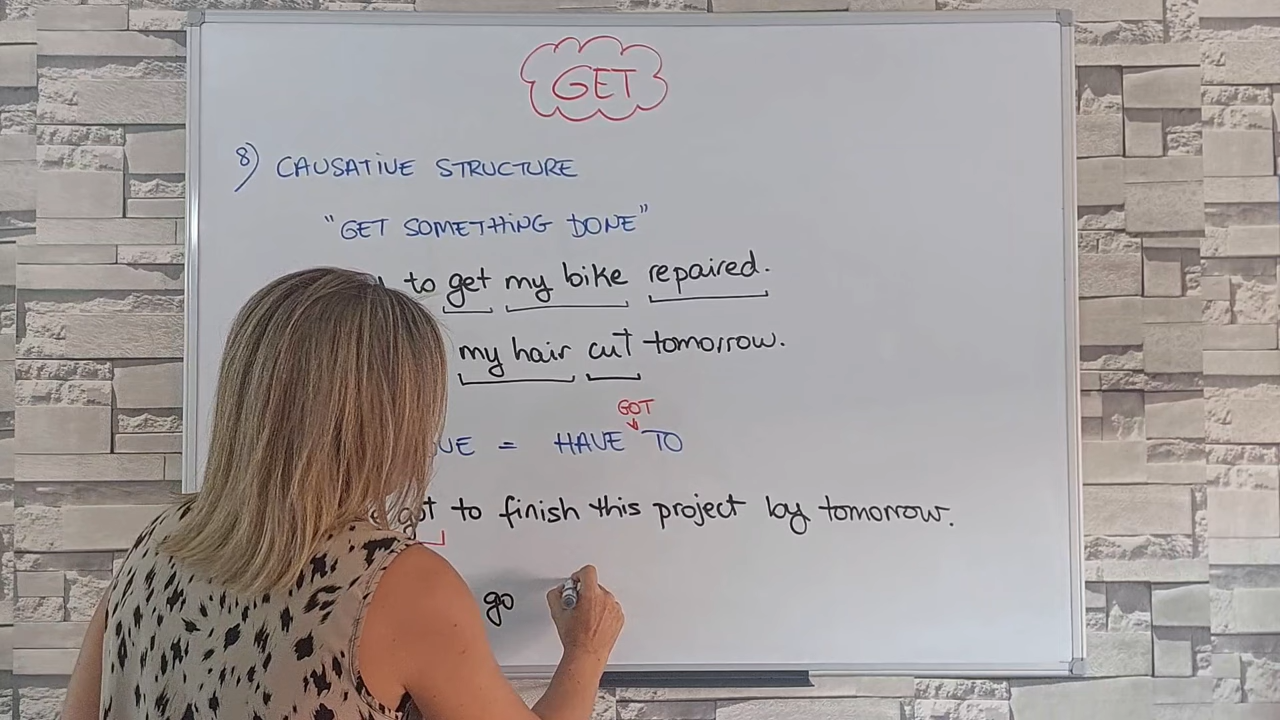 GET
8) CAUSATIVE STRUCTURE
"GET SOMETHING DONE"
to get my bike repaired.
my hair cut tomorrow.
GOT
= HAVE TO
got to finish this project by tomorrow.
go